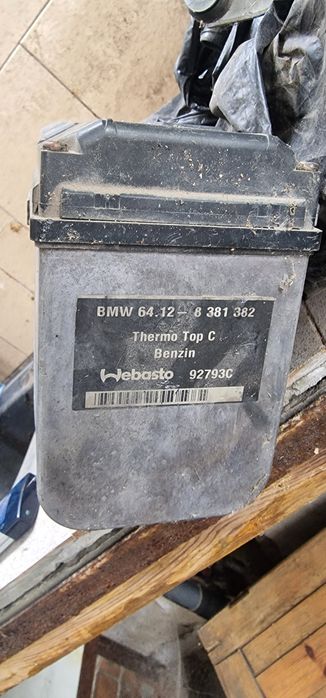 BMW 64.12- 8 381 382
Thermo Top C
Benzin
Webasto 92793C